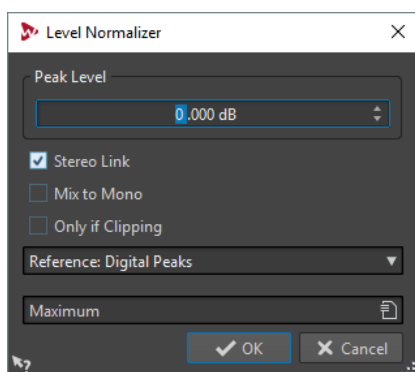 Level Normalizer
Peak Level
0.000 dB
Stereo Link
Mix to Mono
Only if Clipping
Reference: Digital Peaks
Maximum
OK Cancel
?